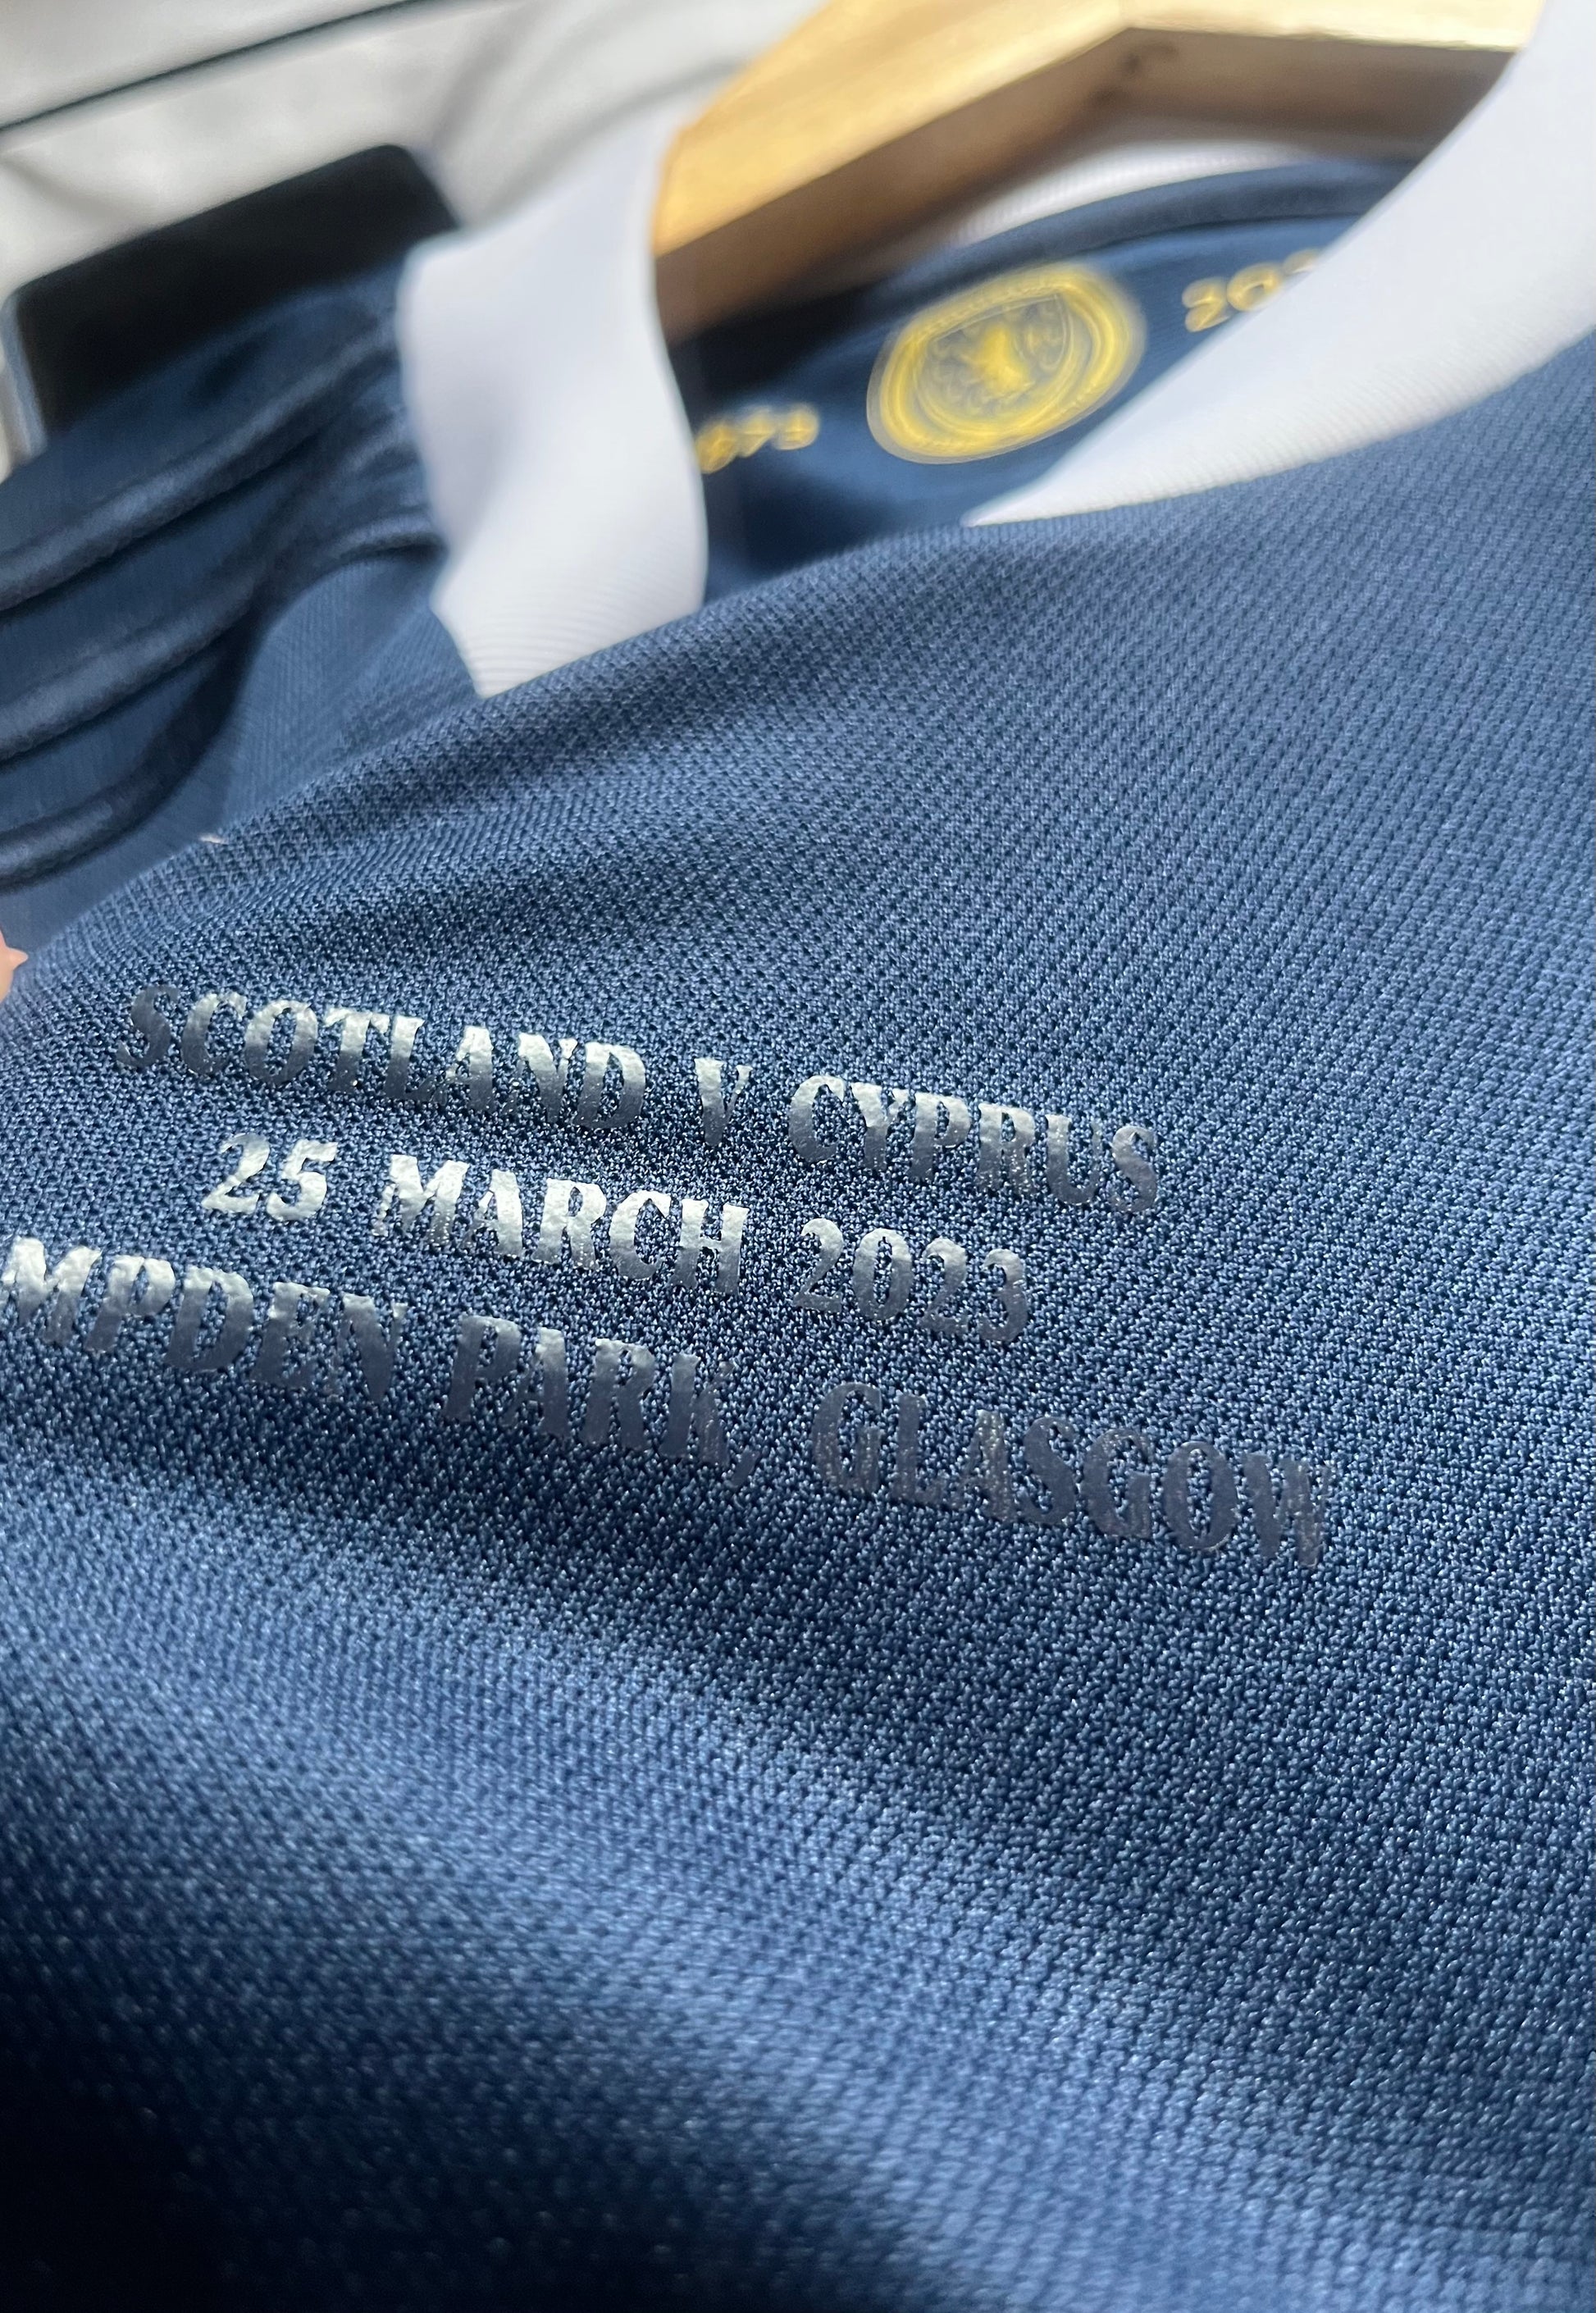 SCOTLAND V CYPRUS
25 MARCH 2023
MPDEN PARK, GLASGOW